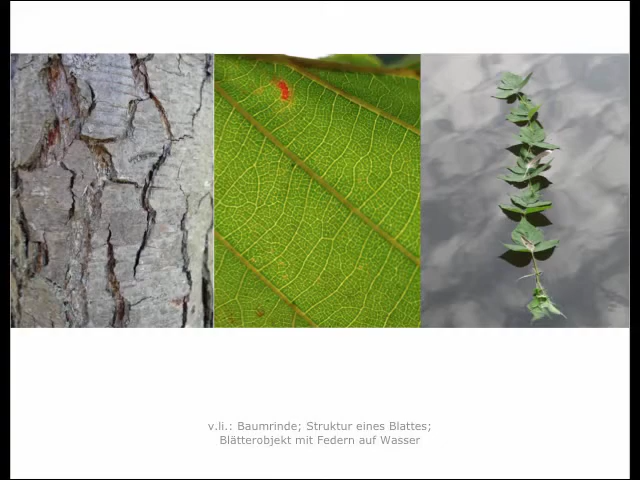 v.li.: Baumrinde; Struktur eines Blattes;
Blätterobjekt mit Federn auf Wasser